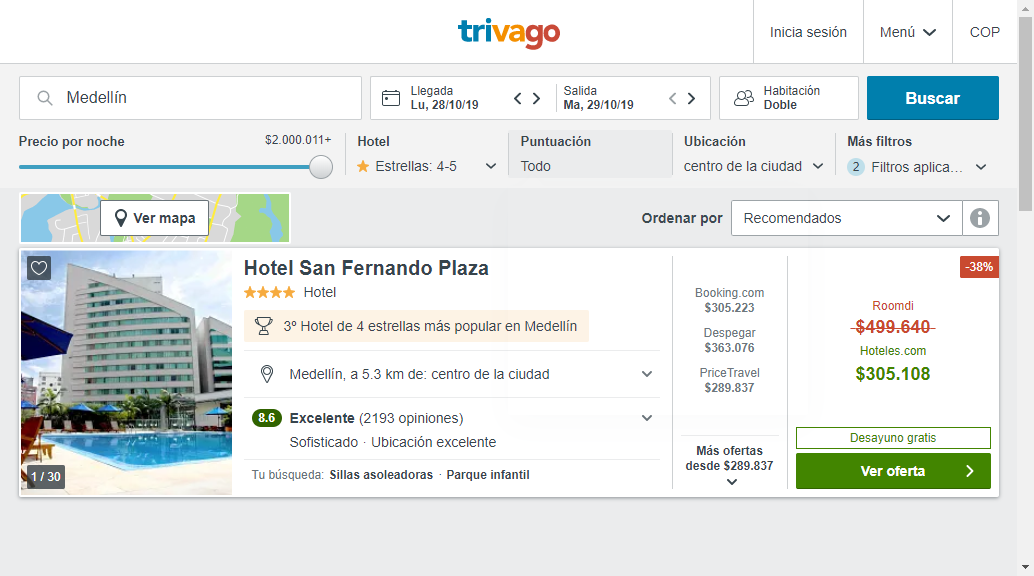 trivago
Inicia sesión
Menú
COP
Medellín
Llegada
Lu, 28/10/19
Salida
Ma, 29/10/19
Habitación
Doble
Buscar
Precio por noche
$2.000.011+
Hotel
Estrellas: 4-5
Puntuación
Todo
Ubicación
centro de la ciudad
Más filtros
2 Filtros aplica...
Ver mapa
Ordenar por
Recomendados
Hotel San Fernando Plaza
Hotel
3º Hotel de 4 estrellas más popular en Medellín
Medellín, a 5.3 km de: centro de la ciudad
8.6 Excelente (2193 opiniones)
Sofisticado · Ubicación excelente
Tu búsqueda: Sillas asoleadoras · Parque infantil
1 / 30
Booking.com
$305.223
Despegar
$363.076
PriceTravel
$289.837
Más ofertas
desde $289.837
-38%
Roomdi
$499.640
Hoteles.com
$305.108
Desayuno gratis
Ver oferta